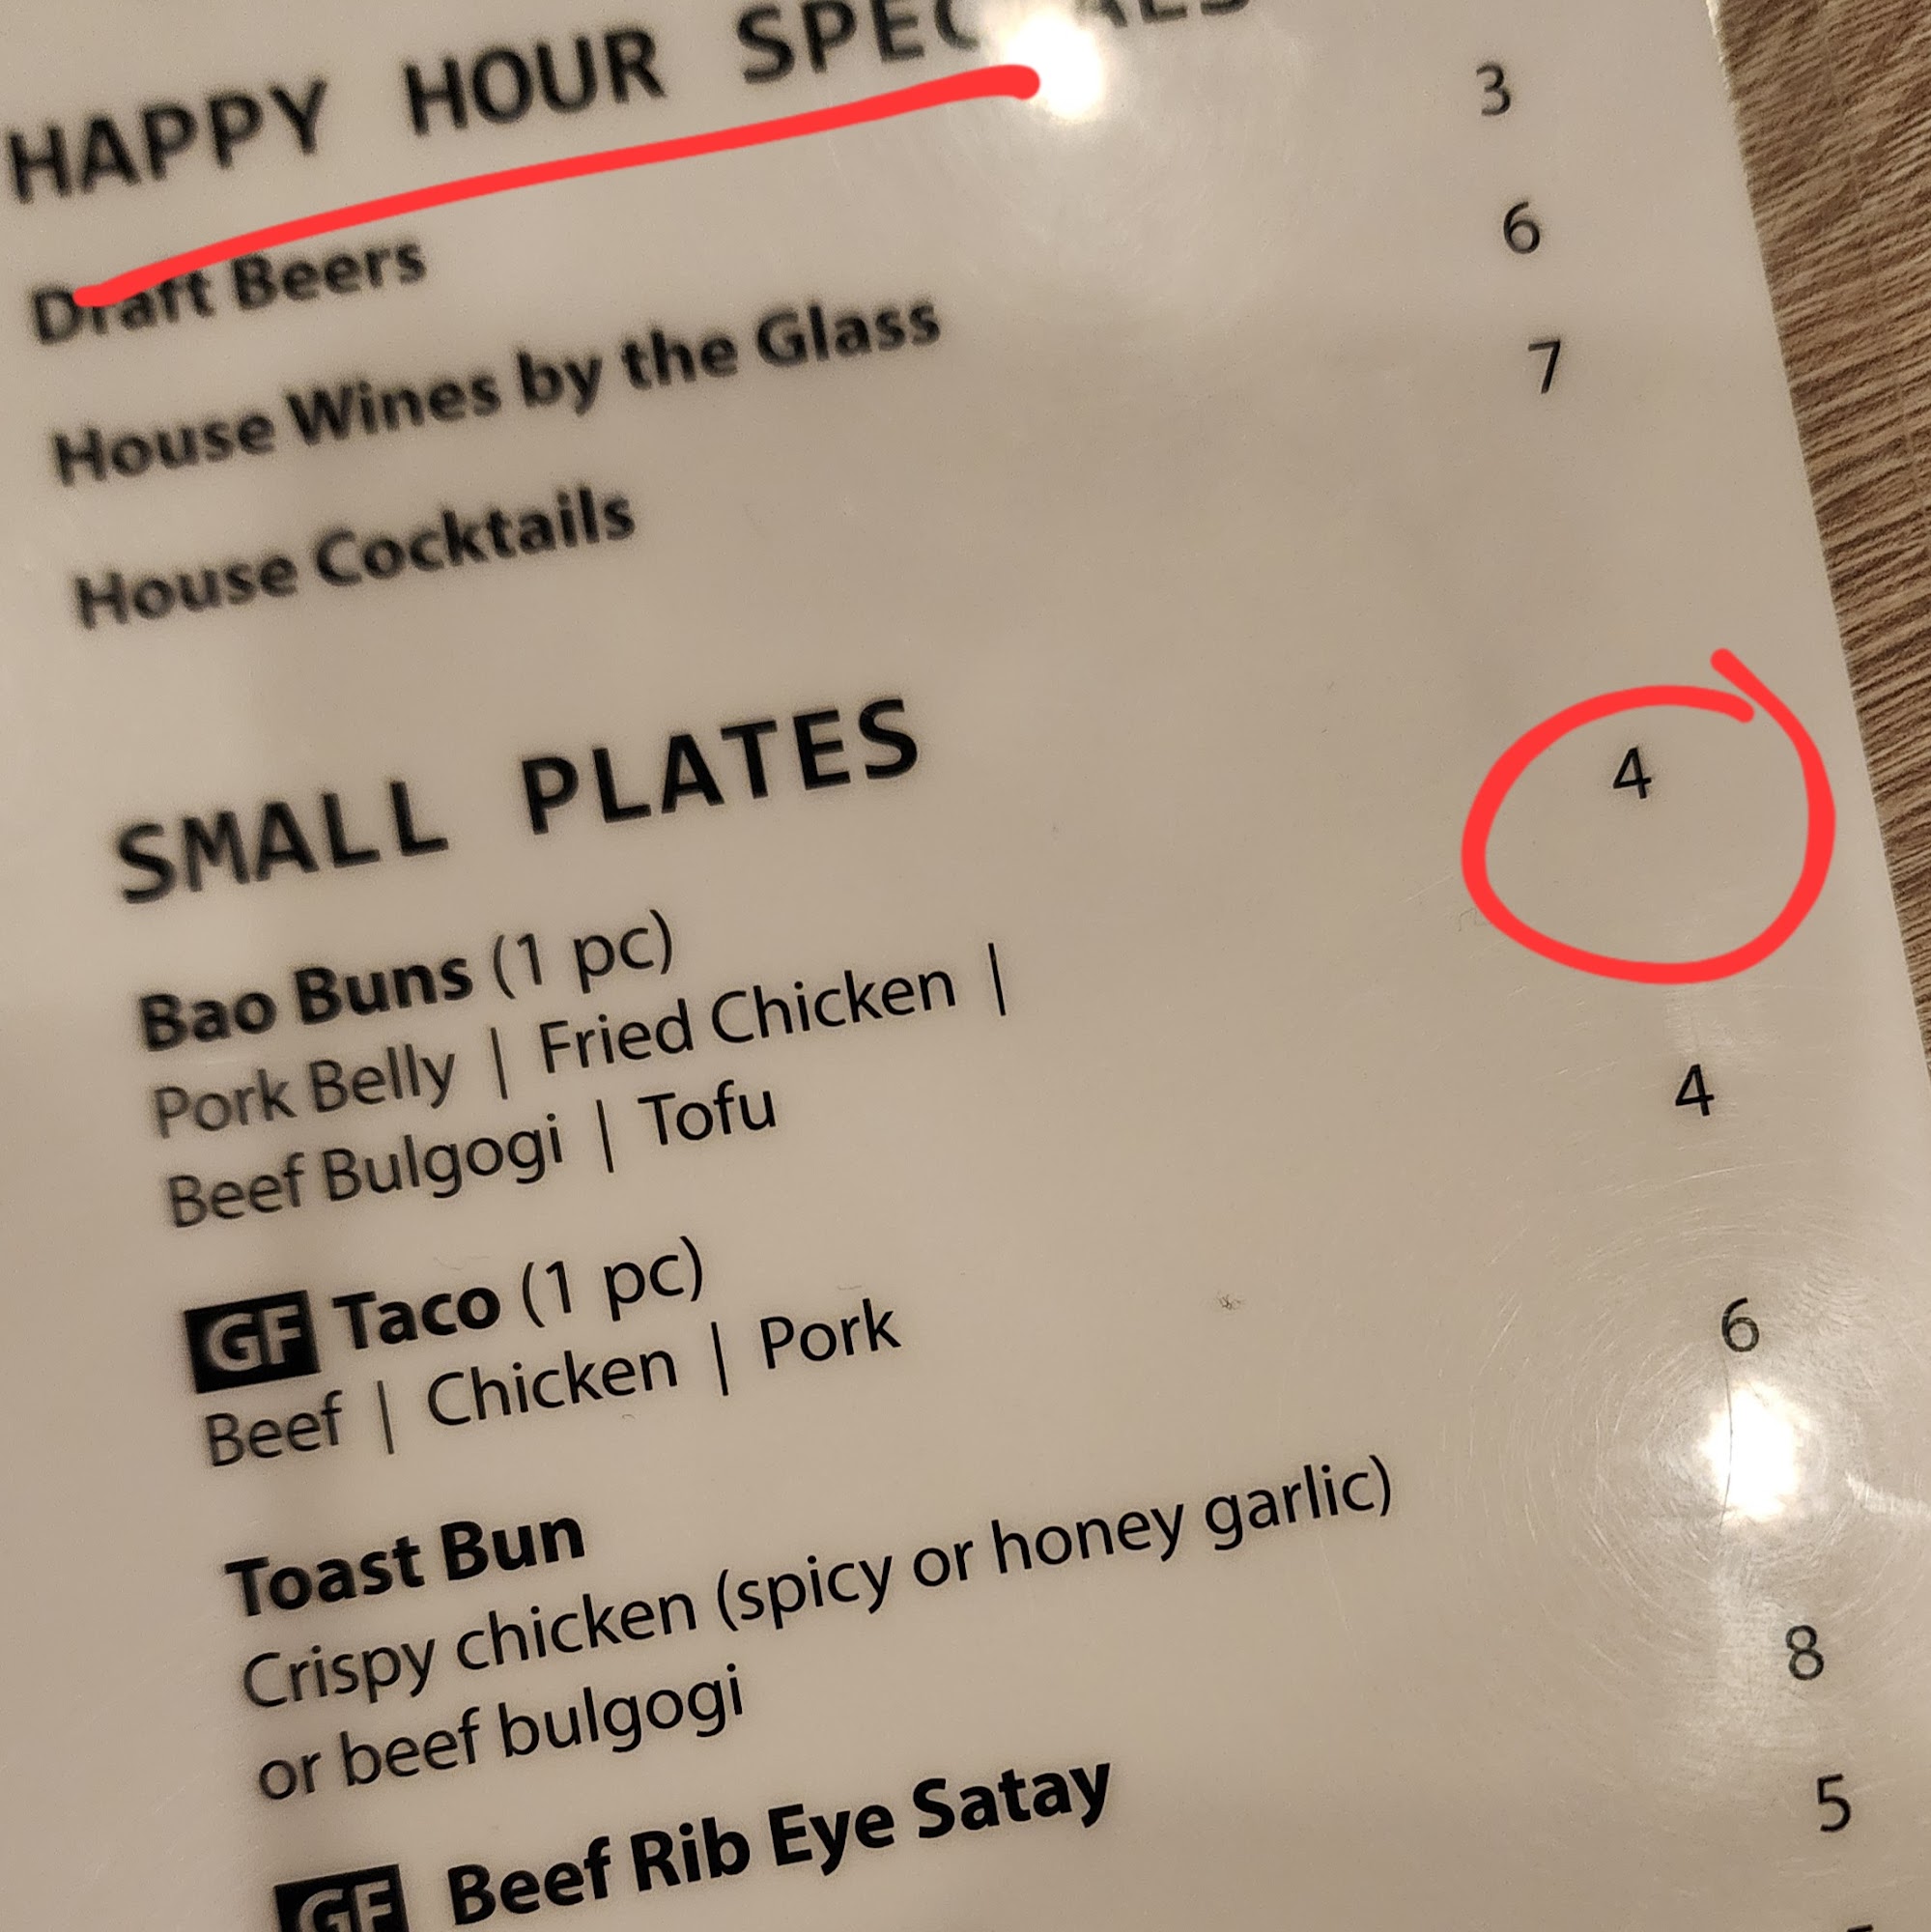 HAPPY HOUR SPECIALS
Draft Beers 3
House Wines by the Glass 6
House Cocktails 7
SMALL PLATES
Bao Buns (1 pc) 4
Pork Belly | Fried Chicken |
Beef Bulgogi | Tofu
GF Taco (1 pc) 4
Beef | Chicken | Pork
Toast Bun 6
Crispy chicken (spicy or honey garlic)
or beef bulgogi
GF Beef Rib Eye Satay 8
5